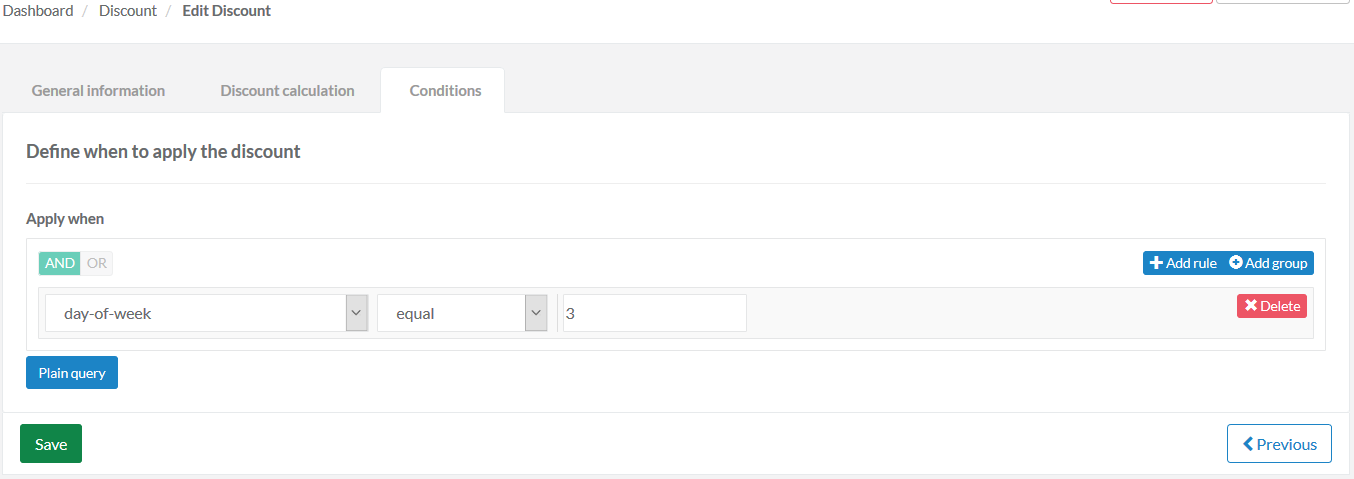 Dashboard / Discount / Edit Discount
General information Discount calculation Conditions
Define when to apply the discount
Apply when
AND OR Add rule Add group
day-of-week equal 3 Delete
Plain query
Save Previous